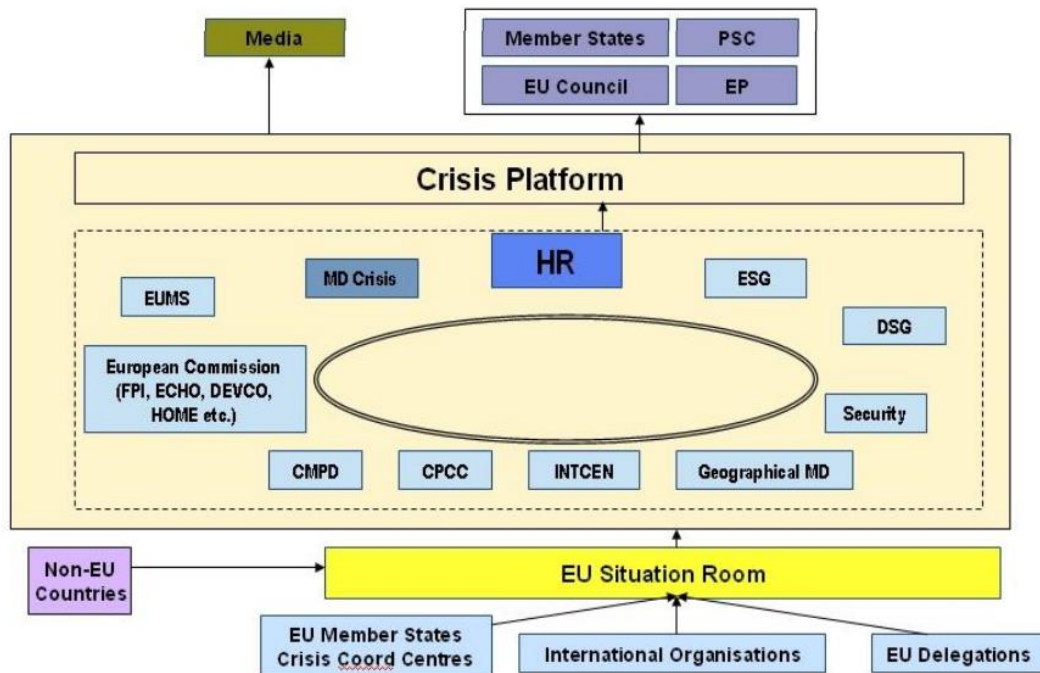 Media
Member States
PSC
EU Council
EP
Crisis Platform
HR
MD Crisis
ESG
EUMS
DSG
European Commission
(FPI, ECHO, DEVCO,
HOME etc.)
Security
CMPD
CPCC
INTCEN
Geographical MD
Non-EU
Countries
EU Situation Room
EU Member States
Crisis Coord Centres
International Organisations
EU Delegations